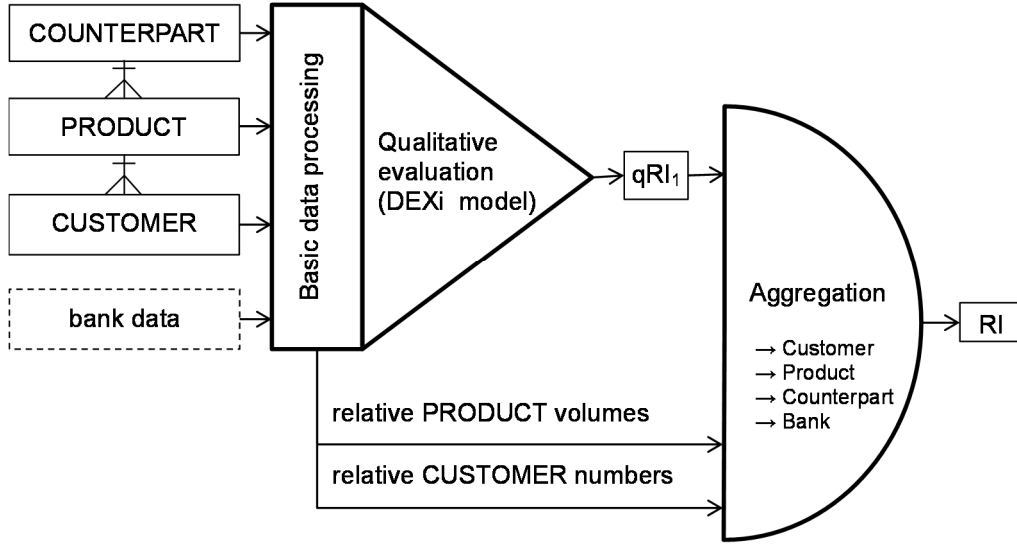 COUNTERPART
PRODUCT
CUSTOMER
bank data
Basic data processing
Qualitative
evaluation
(DEXi model)
qRI₁
Aggregation
→ Customer
→ Product
→ Counterpart
→ Bank
RI
relative PRODUCT volumes
relative CUSTOMER numbers